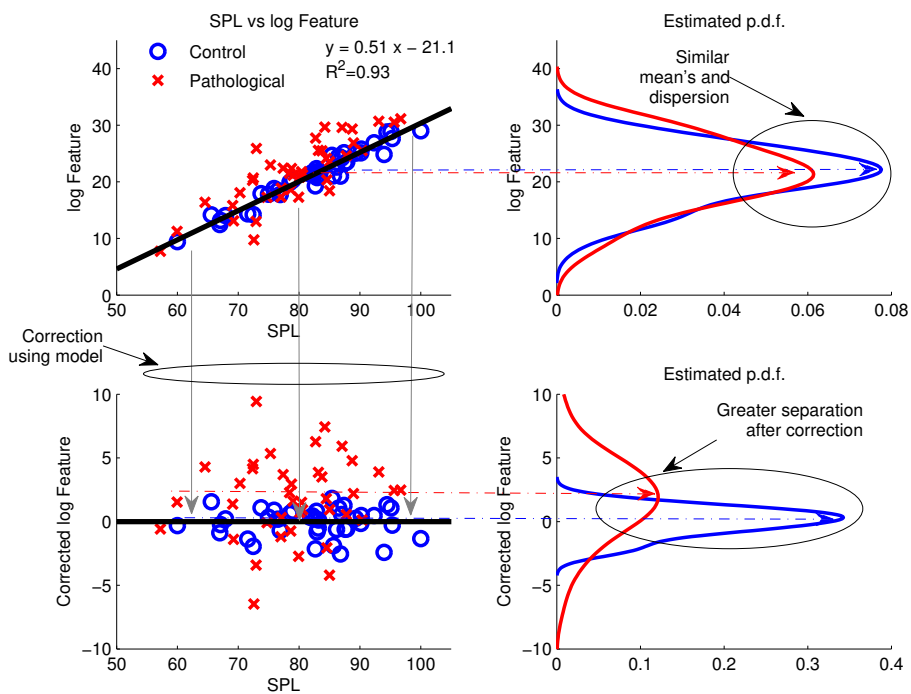 SPL vs log Feature
Control
Pathological
y = 0.51 x − 21.1
R²=0.93
40
30
20
10
0
log Feature
50 60 70 80 90 100
SPL
Estimated p.d.f.
Similar
mean's and
dispersion
40
30
20
10
0
log Feature
0 0.02 0.04 0.06 0.08
Correction
using model
10
5
0
−5
−10
Corrected log Feature
50 60 70 80 90 100
SPL
Estimated p.d.f.
Greater separation
after correction
10
5
0
−5
−10
Corrected log Feature
0 0.1 0.2 0.3 0.4